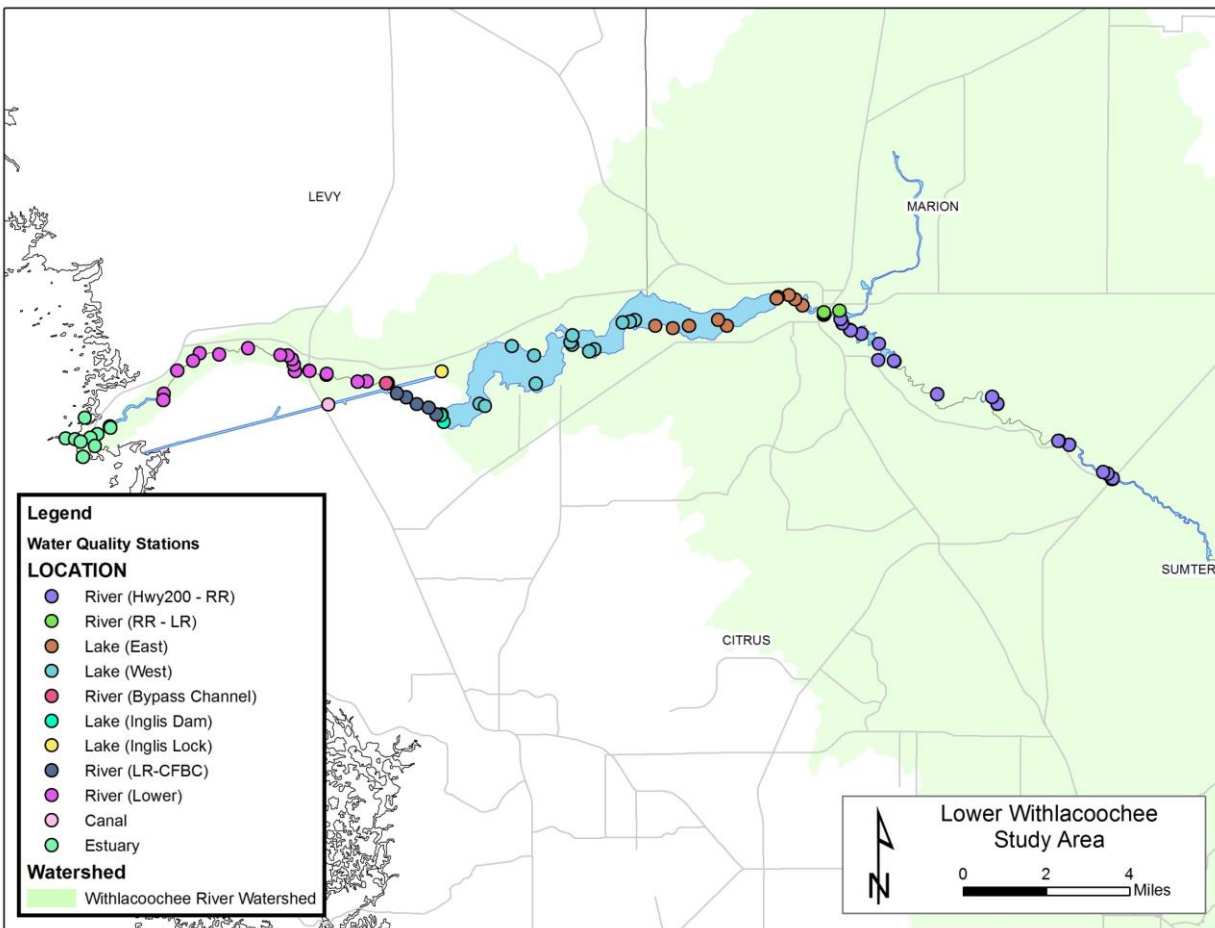 LEVY
MARION
SUMTER
CITRUS
Legend
Water Quality Stations
LOCATION
River (Hwy200 - RR)
River (RR - LR)
Lake (East)
Lake (West)
River (Bypass Channel)
Lake (Inglis Dam)
Lake (Inglis Lock)
River (LR-CFBC)
River (Lower)
Canal
Estuary
Watershed
Withlacoochee River Watershed
Lower Withlacoochee
Study Area
N
0 2 4
Miles